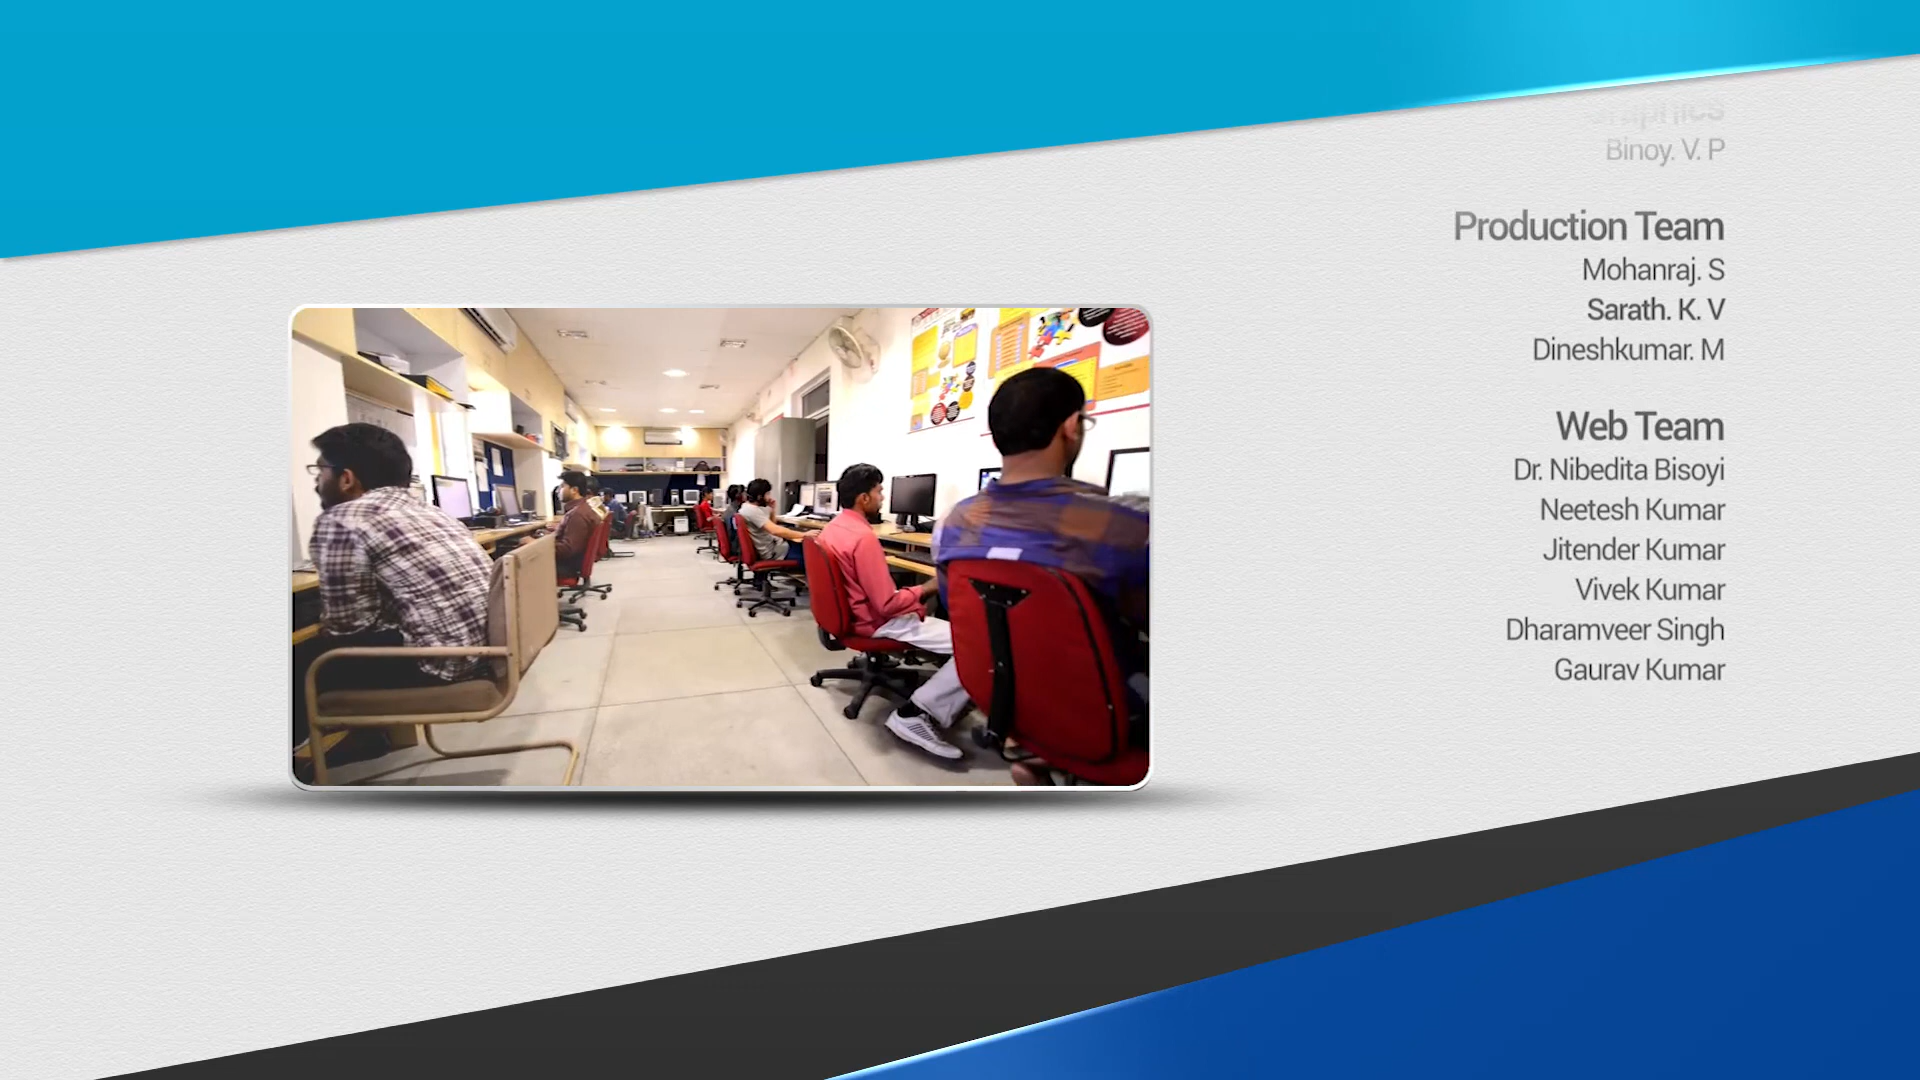 Graphics
Binoy. V. P
Production Team
Mohanraj. S
Sarath. K. V
Dineshkumar. M
Web Team
Dr. Nibedita Bisoyi
Neetesh Kumar
Jitender Kumar
Vivek Kumar
Dharamveer Singh
Gaurav Kumar